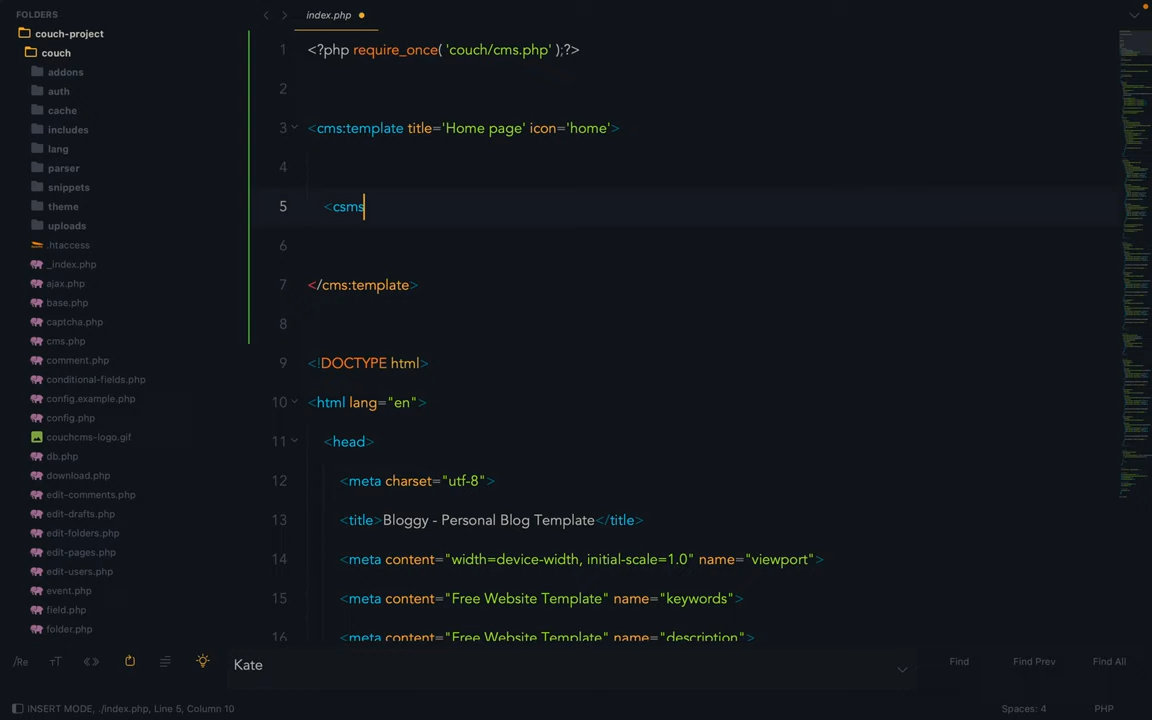 FOLDERS
couch-project
couch
addons
auth
cache
includes
lang
parser
snippets
theme
uploads
.htaccess
_index.php
ajax.php
base.php
captcha.php
cms.php
comment.php
conditional-fields.php
config.example.php
config.php
couchcms-logo.gif
db.php
download.php
edit-comments.php
edit-drafts.php
edit-folders.php
edit-pages.php
edit-users.php
event.php
field.php
folder.php
index.php
1 <?php require_once( 'couch/cms.php' );?>
2
3 <cms:template title='Home page' icon='home'>
4
5 <csms
6
7 </cms:template>
8
9 <!DOCTYPE html>
10 <html lang="en">
11 <head>
12 <meta charset="utf-8">
13 <title>Bloggy - Personal Blog Template</title>
14 <meta content="width=device-width, initial-scale=1.0" name="viewport">
15 <meta content="Free Website Template" name="keywords">
16 <meta content="Free Website Template" name="description">
/Re TT Kate Find Find Prev Find All
INSERT MODE, ./index.php, Line 5, Column 10 Spaces: 4 PHP